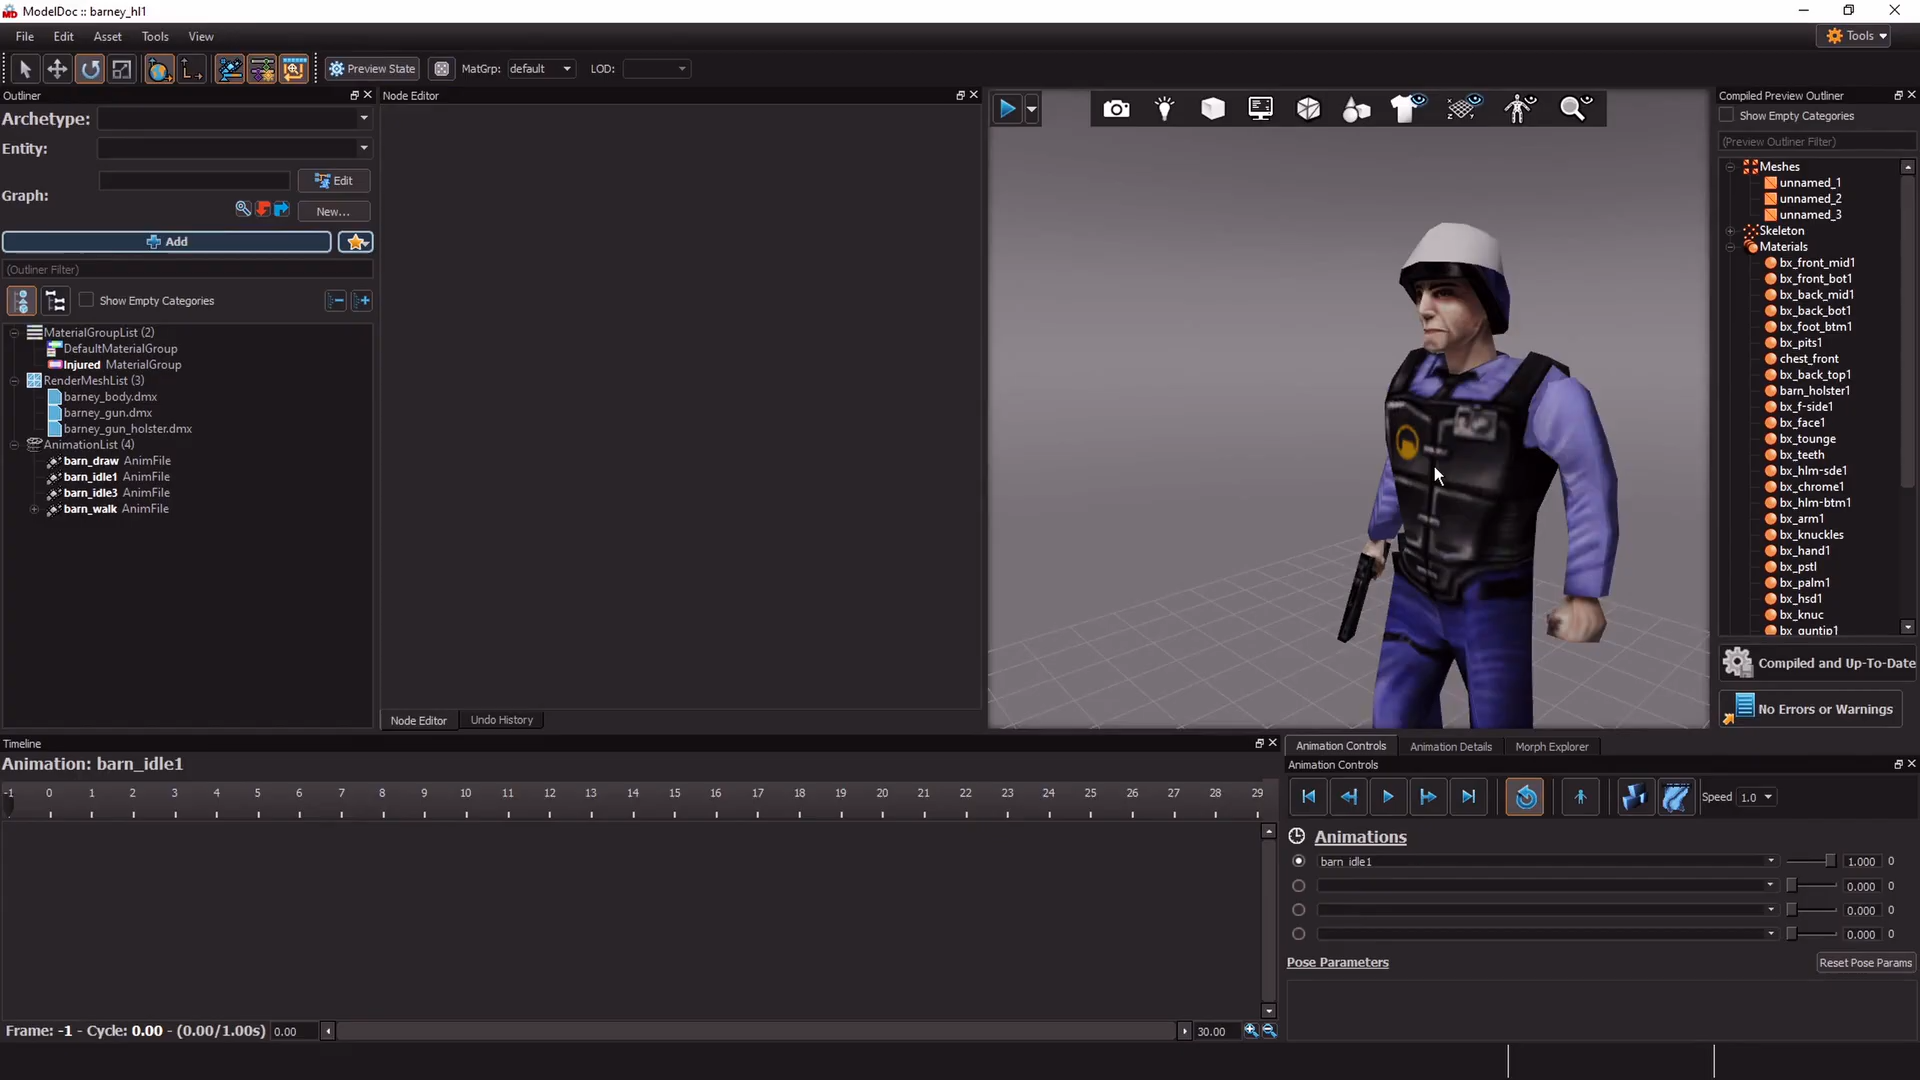 ModelDoc :: barney_hl1
File Edit Asset Tools View
Tools
Preview State MatGrp: default LOD:
Outliner
Archetype:
Entity:
Graph:
Edit
New...
Add
(Outliner Filter)
Show Empty Categories
MaterialGroupList (2)
DefaultMaterialGroup
Injured MaterialGroup
RenderMeshList (3)
barney_body.dmx
barney_gun.dmx
barney_gun_holster.dmx
AnimationList (4)
barn_draw AnimFile
barn_idle1 AnimFile
barn_idle3 AnimFile
barn_walk AnimFile
Node Editor
Node Editor Undo History
Compiled Preview Outliner
Show Empty Categories
(Preview Outliner Filter)
Meshes
unnamed_1
unnamed_2
unnamed_3
Skeleton
Materials
bx_front_mid1
bx_front_bot1
bx_back_mid1
bx_back_bot1
bx_foot_btm1
bx_pits1
chest_front
bx_back_top1
barn_holster1
bx_f-side1
bx_face1
bx_tounge
bx_teeth
bx_hlm-sde1
bx_chrome1
bx_hlm-btm1
bx_arm1
bx_knuckles
bx_hand1
bx_pstl
bx_palm1
bx_hsd1
bx_knuc
bx_guntip1
Compiled and Up-To-Date
No Errors or Warnings
Timeline
Animation: barn_idle1
-1 0 1 2 3 4 5 6 7 8 9 10 11 12 13 14 15 16 17 18 19 20 21 22 23 24 25 26 27 28 29
Frame: -1 - Cycle: 0.00 - (0.00/1.00s) 0.00 30.00
Animation Controls Animation Details Morph Explorer
Animation Controls
Speed 1.0
Animations
barn_idle1 1.000 0
0.000 0
0.000 0
0.000 0
Pose Parameters Reset Pose Params